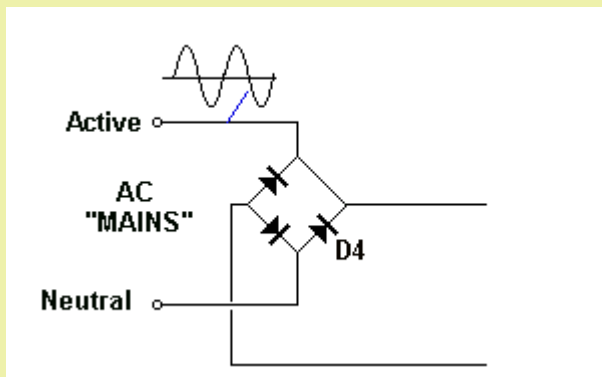 Active
AC
"MAINS"
D4
Neutral